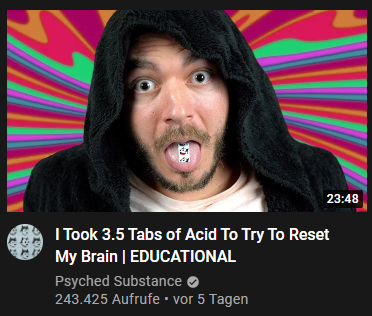 23:48
I Took 3.5 Tabs of Acid To Try To Reset
My Brain | EDUCATIONAL
Psyched Substance
243.425 Aufrufe • vor 5 Tagen